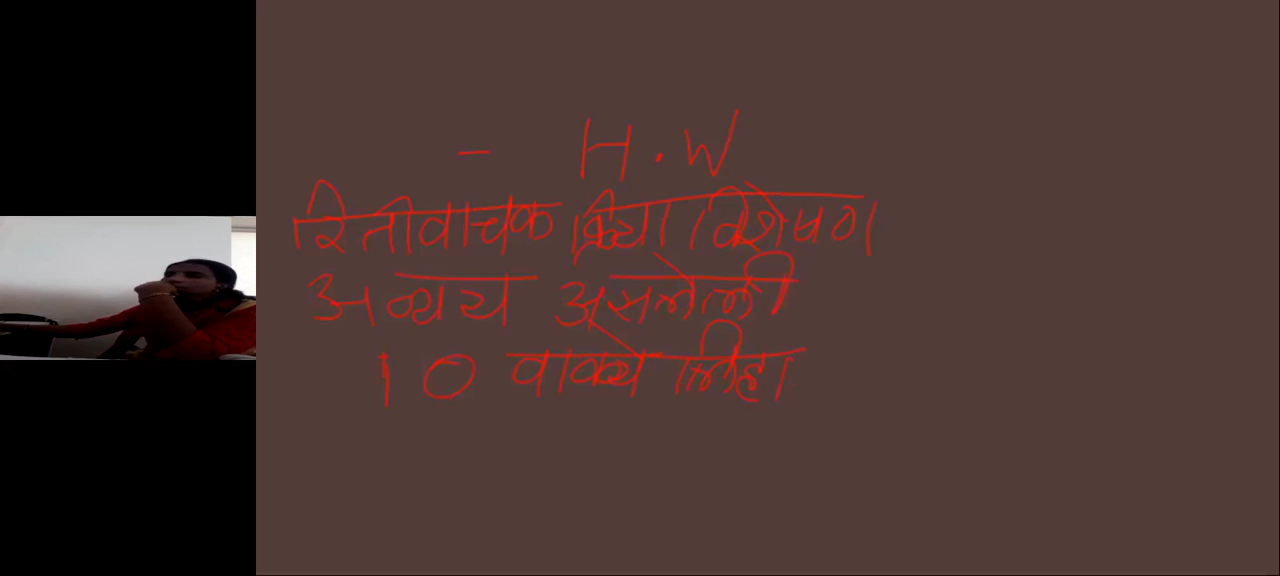 - H.W
रितीवाचक क्रिया विशेषण
अव्यय असलेली
10 वाक्ये लिहा